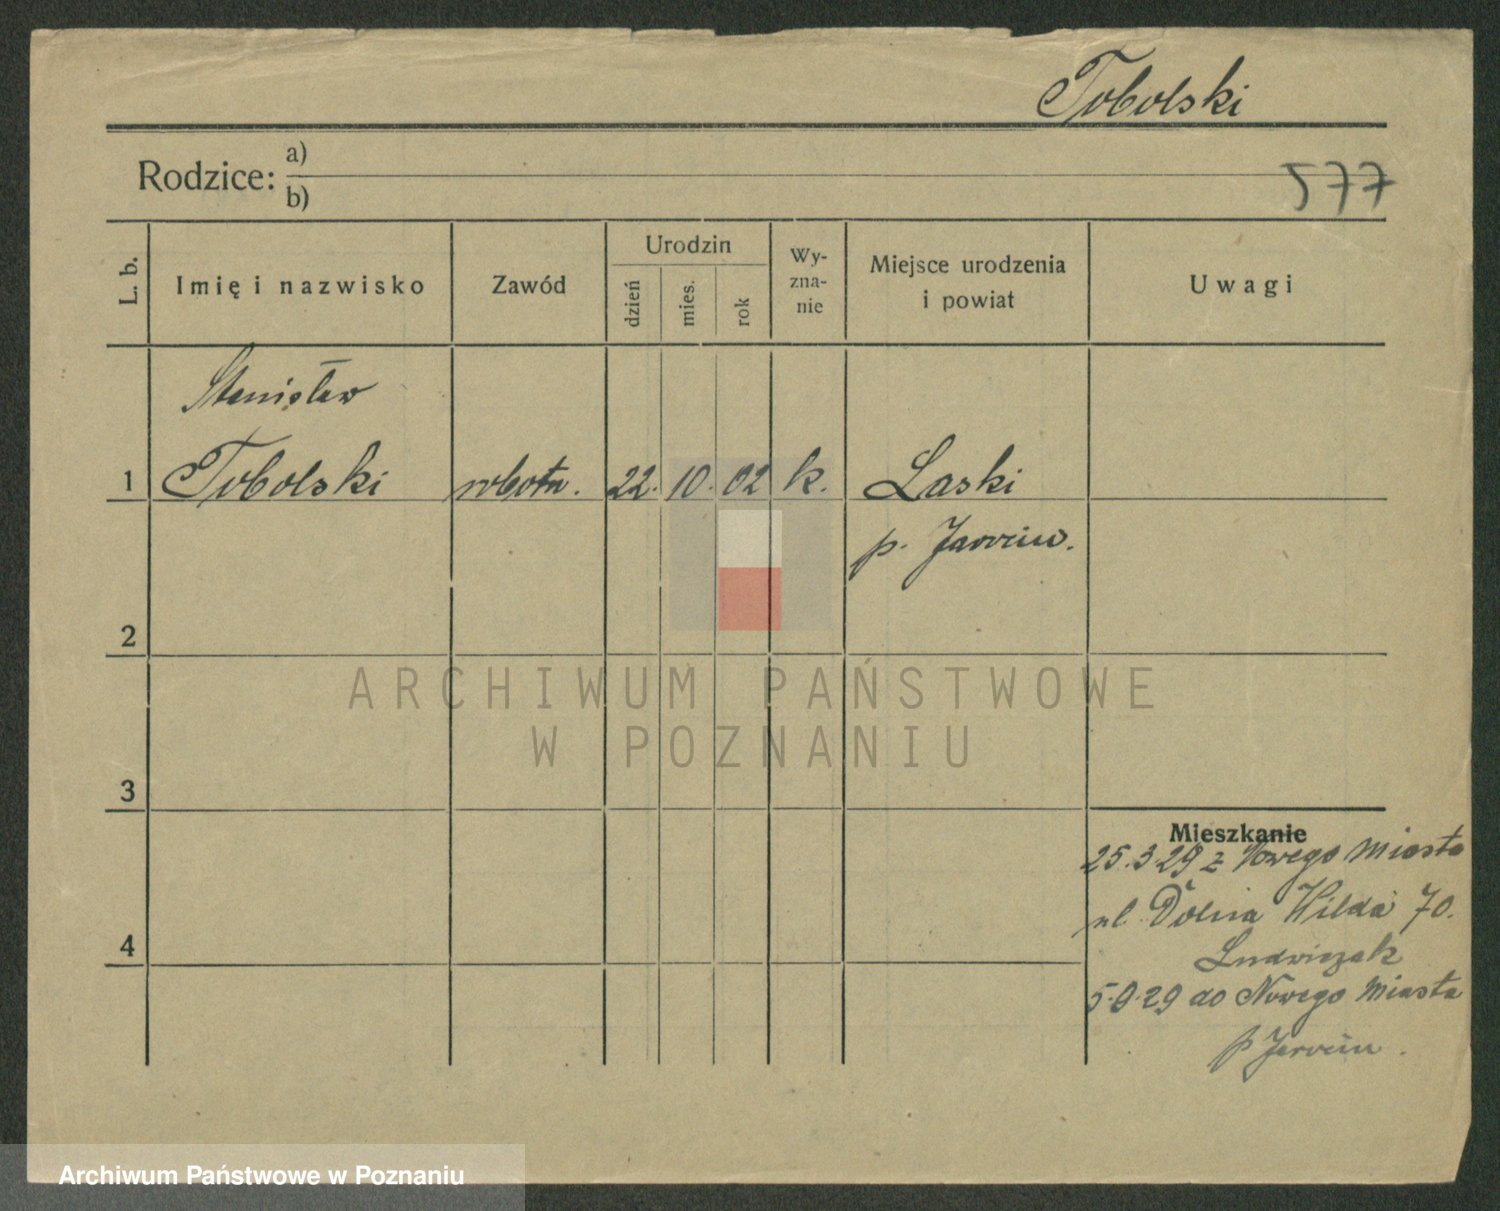 Tobolski
Rodzice: a)
b)
577
L. b.
Imię i nazwisko
Zawód
Urodzin
dzień
mies.
rok
Wy-
zna-
nie
Miejsce urodzenia
i powiat
Uwagi
Stanisław
1 Tobolski robotn. 22. 10. 02 k. Laski
p. Jarocin.
2
ARCHIWUM PAŃSTWOWE
W POZNANIU
3
Mieszkanie
25.3.29 z Nowego Miasta
ul. Dolna Wilda 70.
Ludwiczak
4
29 do Nowego Miasta
p Jarocin.
Archiwum Państwowe w Poznaniu